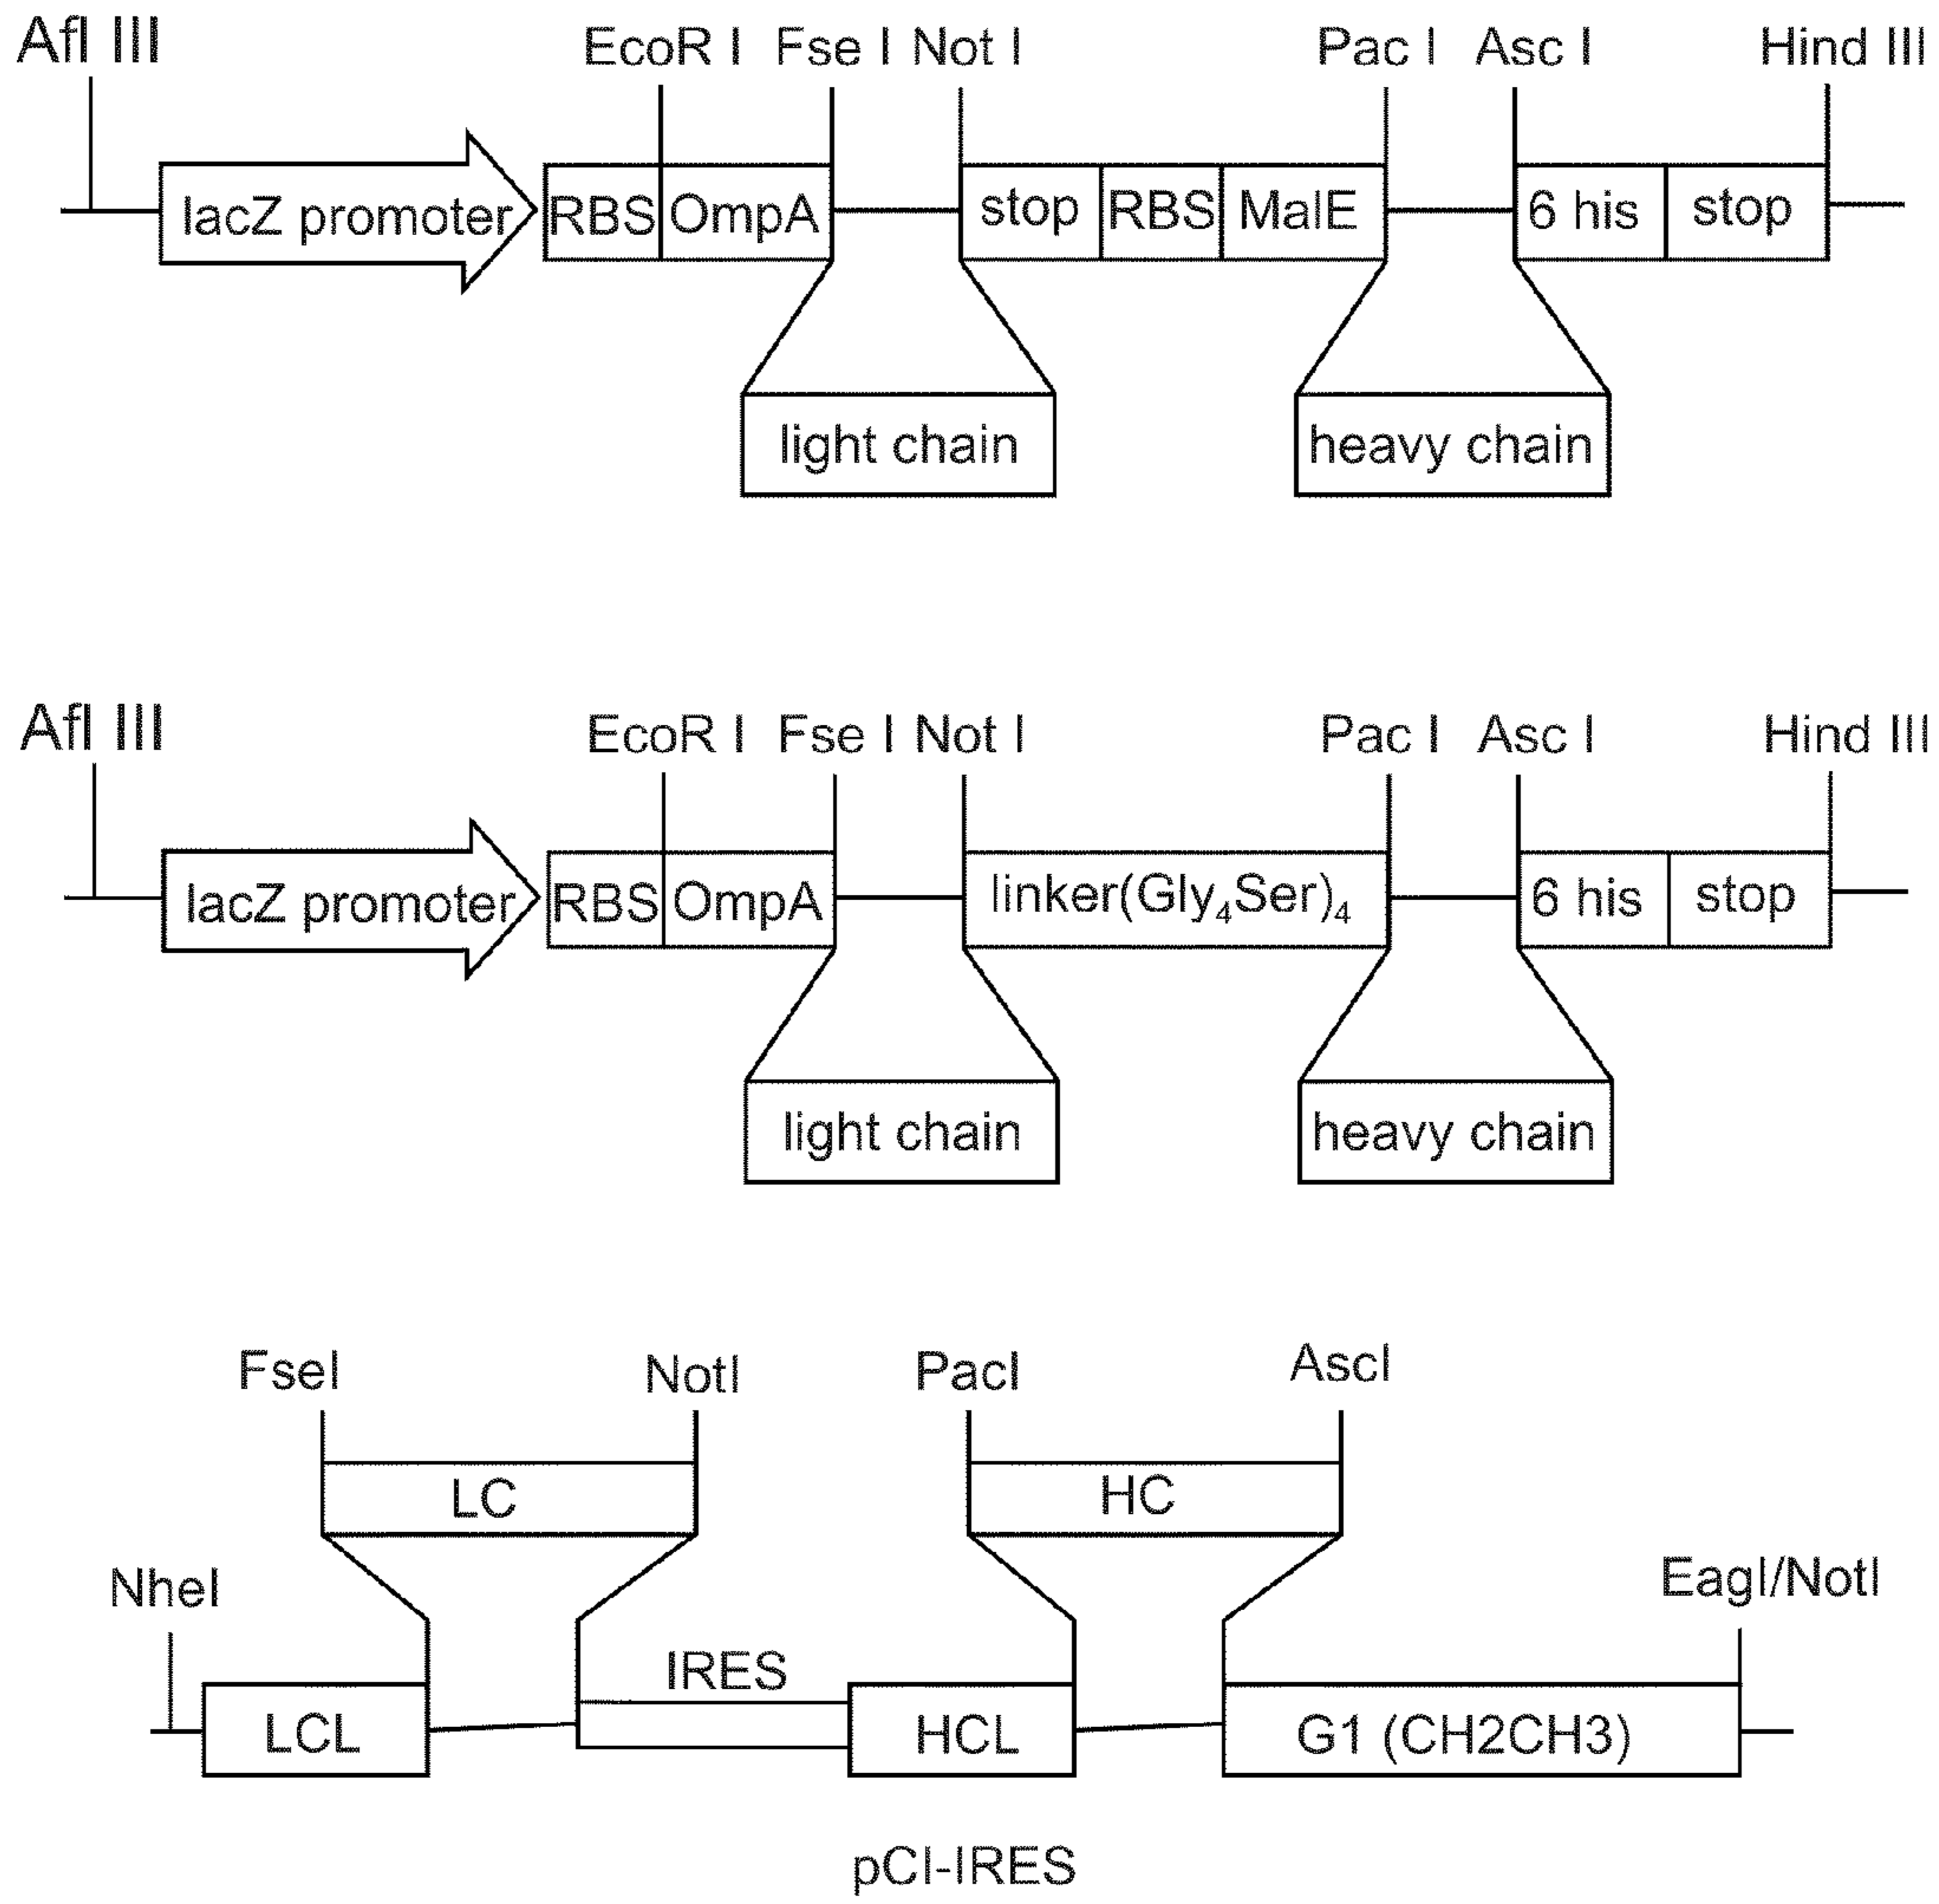 Afl III EcoR I Fse I Not I Pac I Asc I Hind III
lacZ promoter RBS OmpA stop RBS MalE 6 his stop
light chain heavy chain
Afl III EcoR I Fse I Not I Pac I Asc I Hind III
lacZ promoter RBS OmpA linker(Gly₄Ser)₄ 6 his stop
light chain heavy chain
FseI NotI PacI AscI
LC HC
NheI EagI/NotI
IRES
LCL HCL G1 (CH2CH3)
pCI-IRES